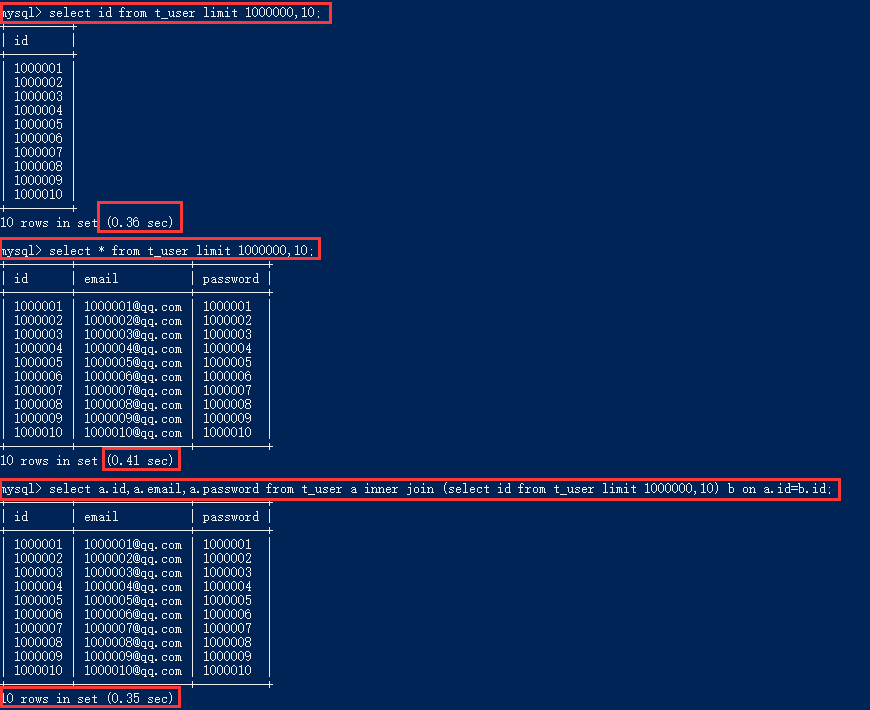 mysql> select id from t_user limit 1000000,10;
| id |
| 1000001 |
| 1000002 |
| 1000003 |
| 1000004 |
| 1000005 |
| 1000006 |
| 1000007 |
| 1000008 |
| 1000009 |
| 1000010 |
10 rows in set (0.36 sec)
mysql> select * from t_user limit 1000000,10;
| id | email | password |
| 1000001 | 1000001@qq.com | 1000001 |
| 1000002 | 1000002@qq.com | 1000002 |
| 1000003 | 1000003@qq.com | 1000003 |
| 1000004 | 1000004@qq.com | 1000004 |
| 1000005 | 1000005@qq.com | 1000005 |
| 1000006 | 1000006@qq.com | 1000006 |
| 1000007 | 1000007@qq.com | 1000007 |
| 1000008 | 1000008@qq.com | 1000008 |
| 1000009 | 1000009@qq.com | 1000009 |
| 1000010 | 1000010@qq.com | 1000010 |
10 rows in set (0.41 sec)
mysql> select a.id,a.email,a.password from t_user a inner join (select id from t_user limit 1000000,10) b on a.id=b.id;
| id | email | password |
| 1000001 | 1000001@qq.com | 1000001 |
| 1000002 | 1000002@qq.com | 1000002 |
| 1000003 | 1000003@qq.com | 1000003 |
| 1000004 | 1000004@qq.com | 1000004 |
| 1000005 | 1000005@qq.com | 1000005 |
| 1000006 | 1000006@qq.com | 1000006 |
| 1000007 | 1000007@qq.com | 1000007 |
| 1000008 | 1000008@qq.com | 1000008 |
| 1000009 | 1000009@qq.com | 1000009 |
| 1000010 | 1000010@qq.com | 1000010 |
10 rows in set (0.35 sec)